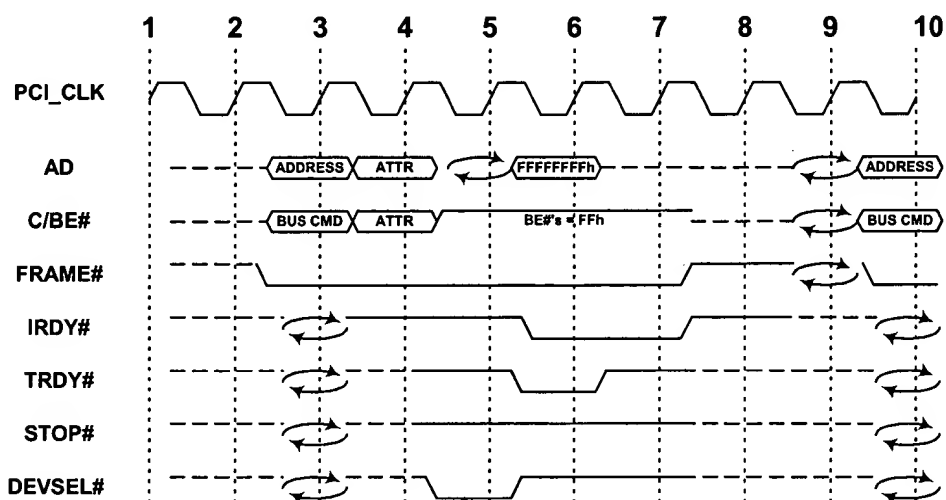 1 2 3 4 5 6 7 8 9 10
PCI_CLK
AD ADDRESS ATTR FFFFFFFFh ADDRESS
C/BE# BUS CMD ATTR BE#'s = FFh BUS CMD
FRAME#
IRDY#
TRDY#
STOP#
DEVSEL#